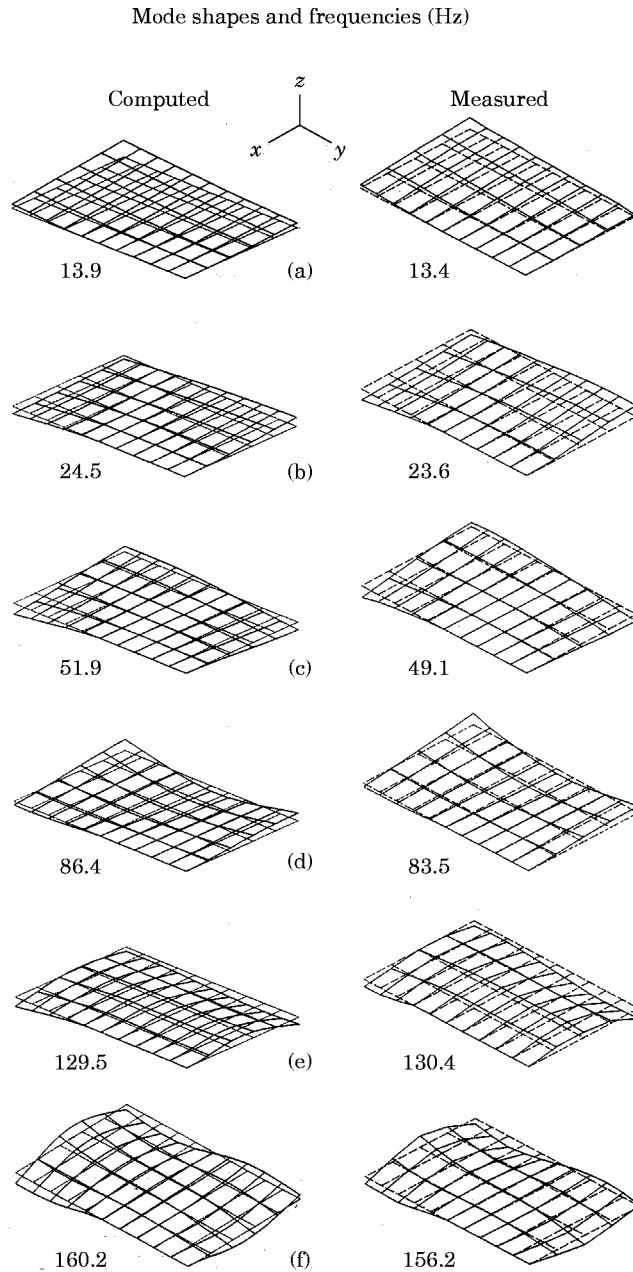 Mode shapes and frequencies (Hz)
Computed
z
x
y
Measured
13.9
(a)
13.4
24.5
(b)
23.6
51.9
(c)
49.1
86.4
(d)
83.5
129.5
(e)
130.4
160.2
(f)
156.2